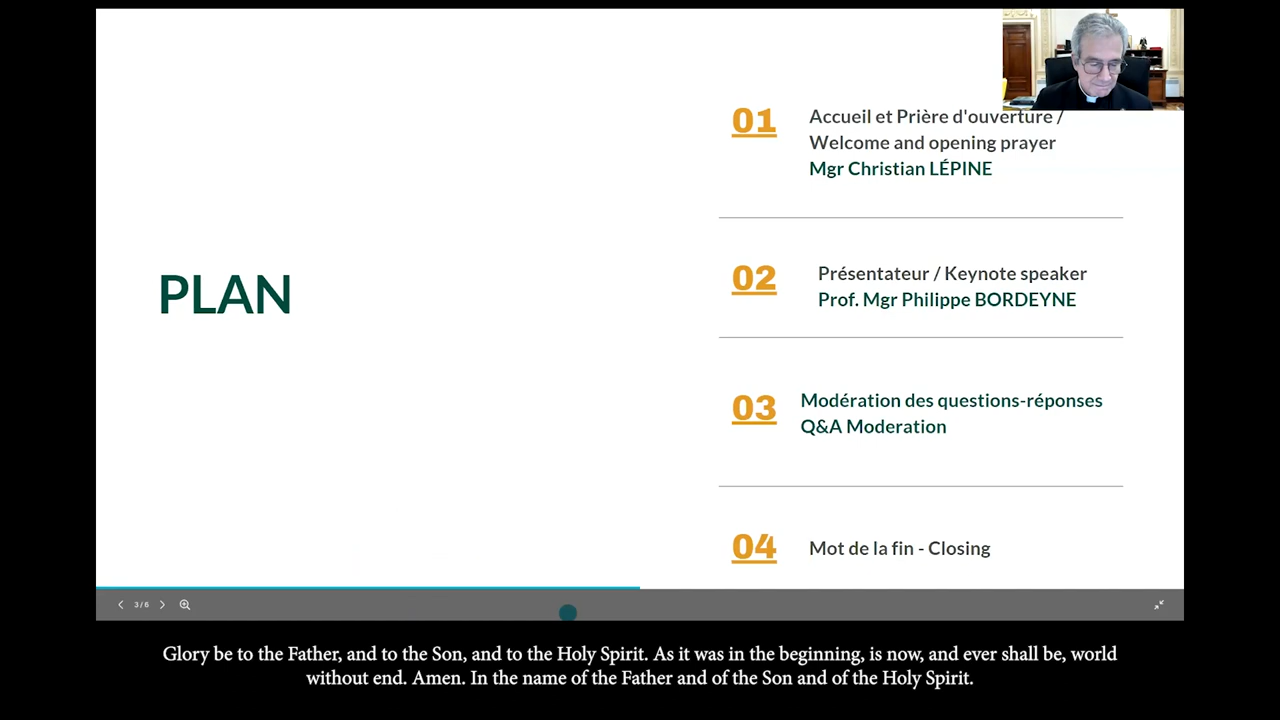 01
Accueil et Prière d'ouverture /
Welcome and opening prayer
Mgr Christian LÉPINE
PLAN
02
Présentateur / Keynote speaker
Prof. Mgr Philippe BORDEYNE
03
Modération des questions-réponses
Q&A Moderation
04
Mot de la fin - Closing
3/6
Glory be to the Father, and to the Son, and to the Holy Spirit. As it was in the beginning, is now, and ever shall be, world
without end. Amen. In the name of the Father and of the Son and of the Holy Spirit.